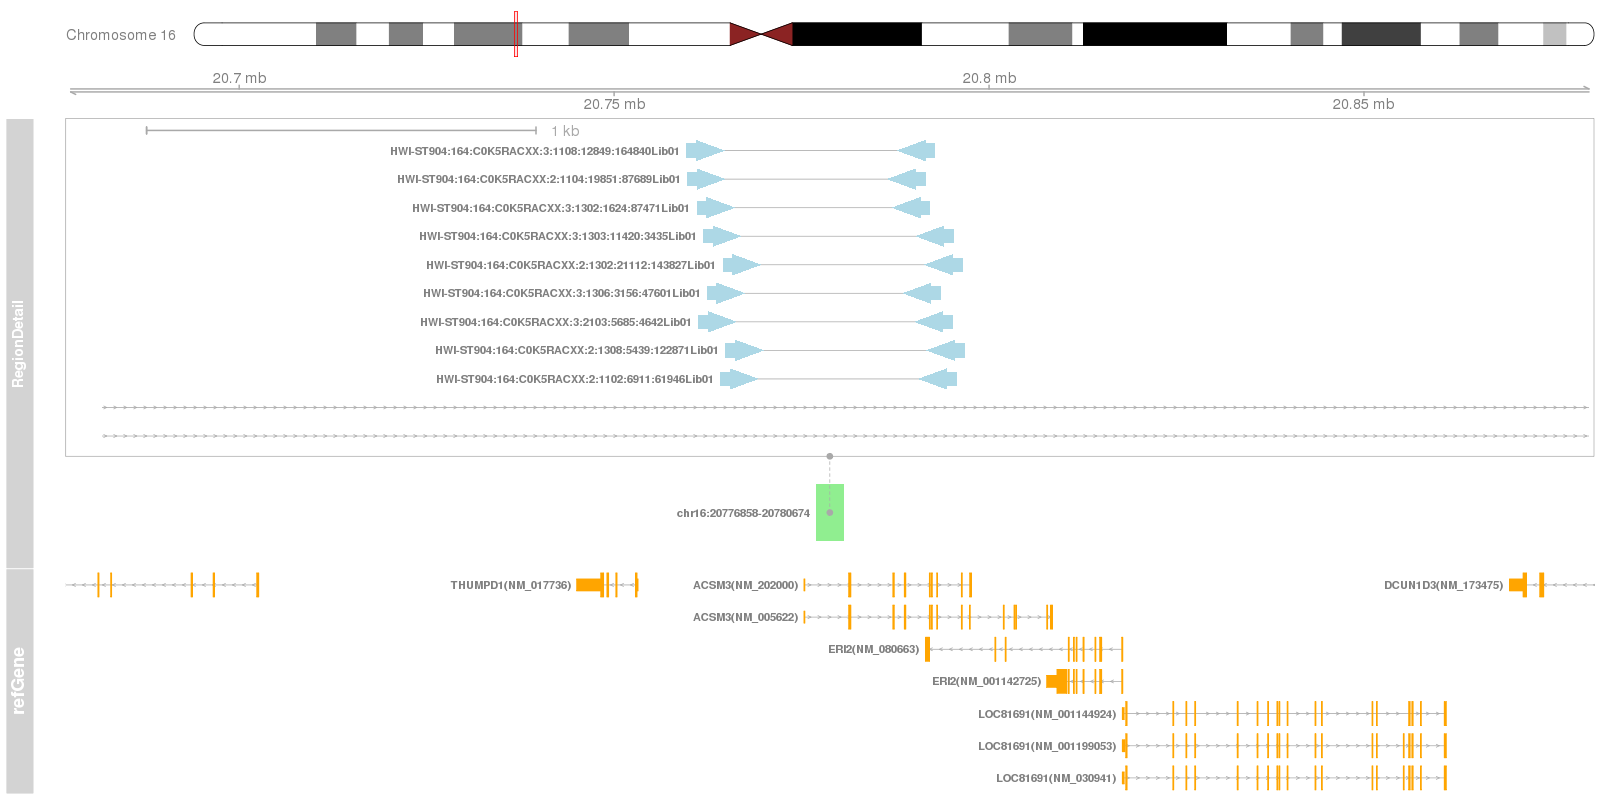 Chromosome 16
20.7 mb
20.8 mb
20.75 mb
20.85 mb
1 kb
HWI-ST904:164:C0K5RACXX:3:1108:12849:164840Lib01
HWI-ST904:164:C0K5RACXX:2:1104:19851:87689Lib01
HWI-ST904:164:C0K5RACXX:3:1302:1624:87471Lib01
HWI-ST904:164:C0K5RACXX:3:1303:11420:3435Lib01
HWI-ST904:164:C0K5RACXX:2:1302:21112:143827Lib01
HWI-ST904:164:C0K5RACXX:3:1306:3156:47601Lib01
HWI-ST904:164:C0K5RACXX:3:2103:5685:4642Lib01
HWI-ST904:164:C0K5RACXX:2:1308:5439:122871Lib01
HWI-ST904:164:C0K5RACXX:2:1102:6911:61946Lib01
RegionDetail
chr16:20776858-20780674
THUMPD1(NM_017736)
ACSM3(NM_202000)
DCUN1D3(NM_173475)
ACSM3(NM_005622)
ERI2(NM_080663)
refGene
ERI2(NM_001142725)
LOC81691(NM_001144924)
LOC81691(NM_001199053)
LOC81691(NM_030941)